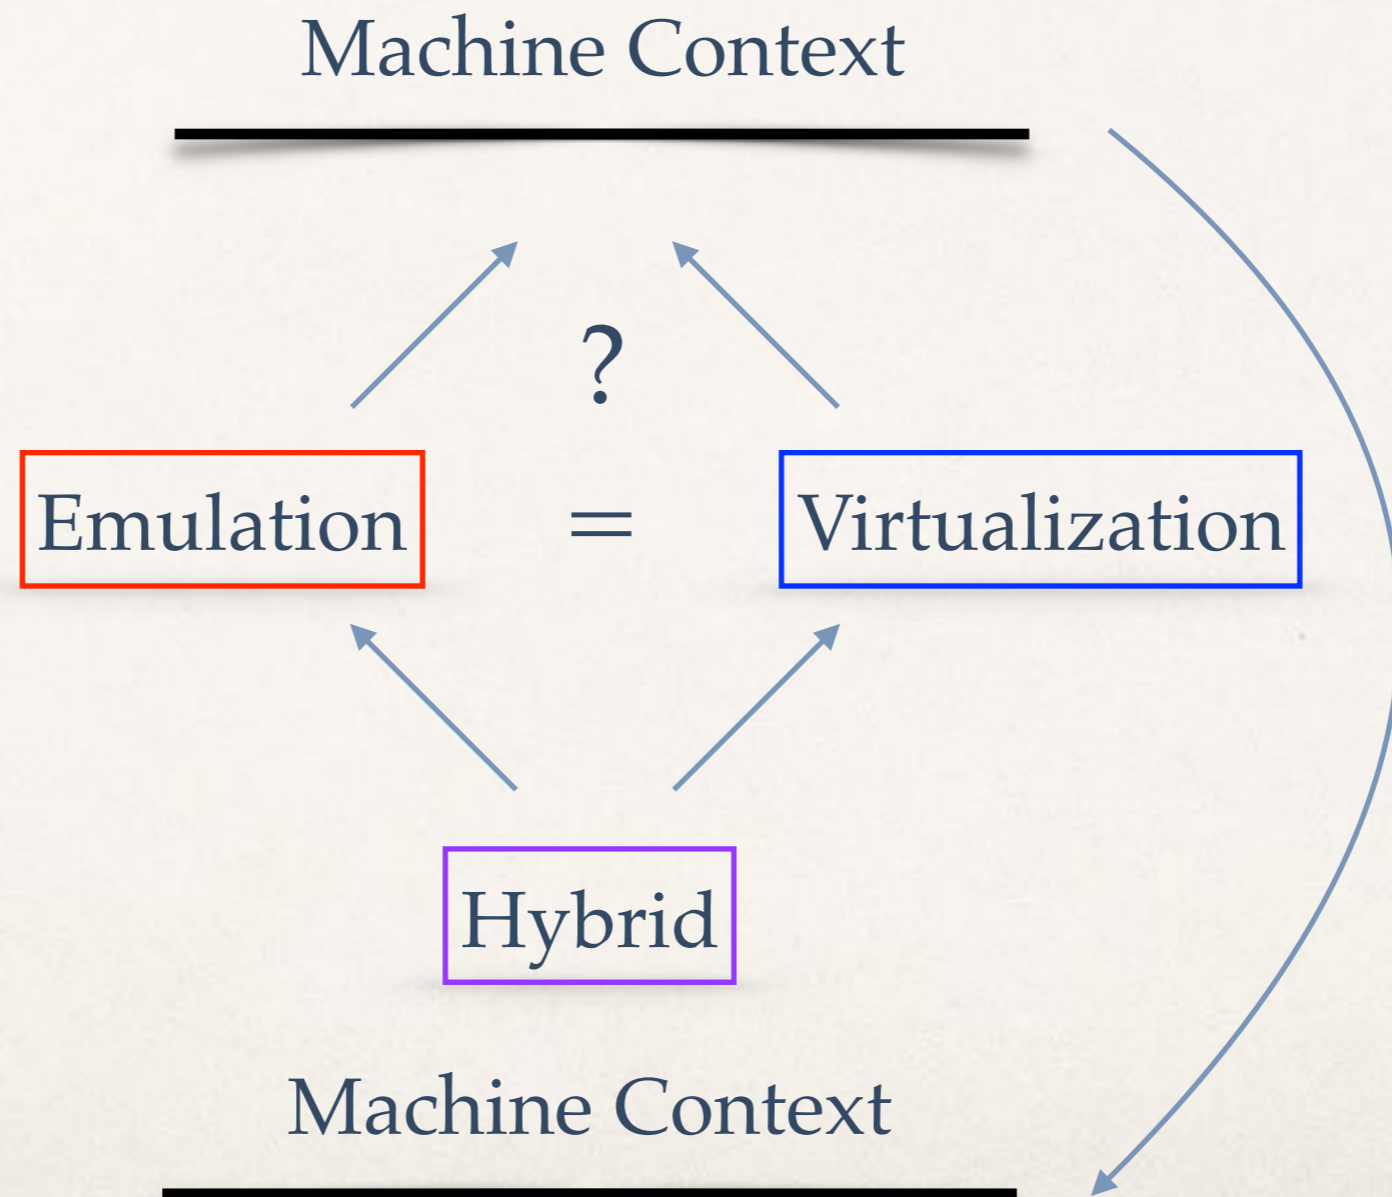 Machine Context
?
Emulation = Virtualization
Hybrid
Machine Context